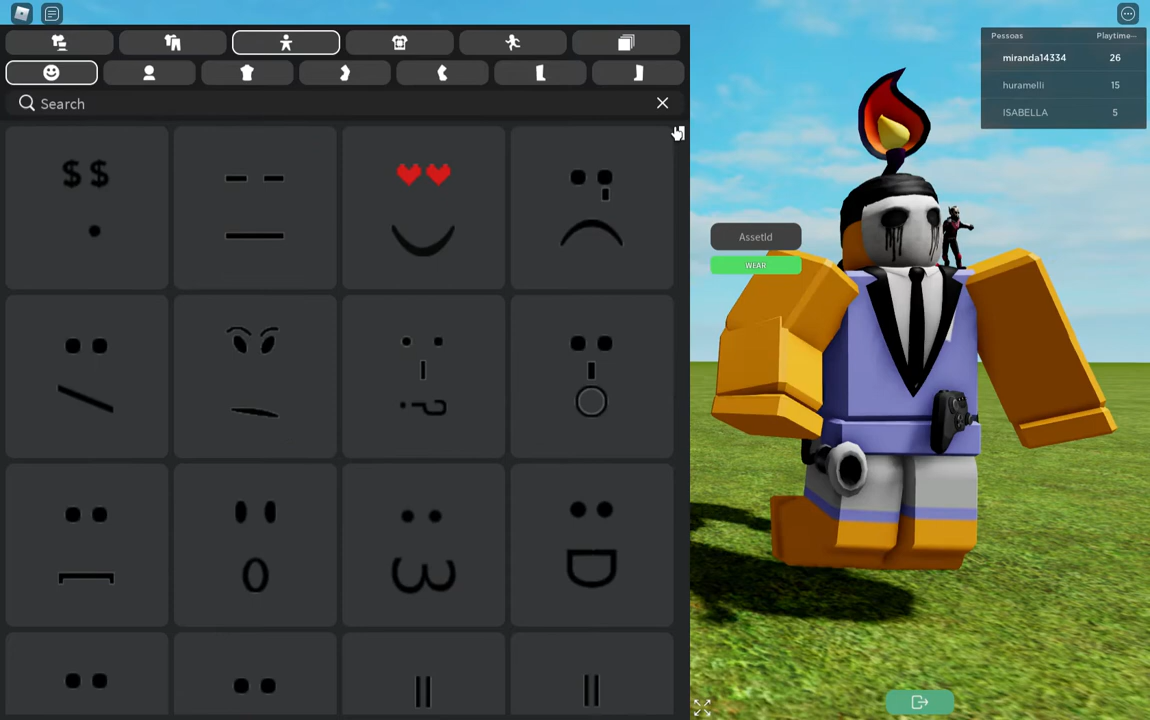 Search
Pessoas Playtime--
miranda14334 26
huramelli 15
ISABELLA 5
AssetId
WEAR
$$